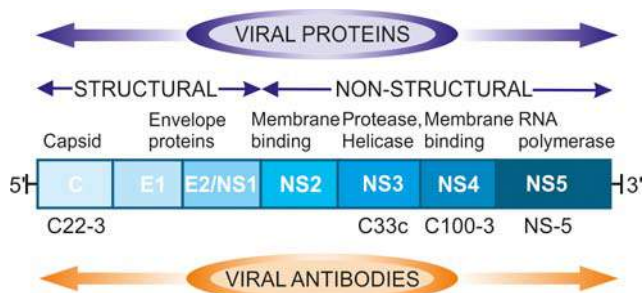 VIRAL PROTEINS
STRUCTURAL NON-STRUCTURAL
Capsid Envelope proteins Membrane binding Protease, Helicase Membrane binding RNA polymerase
5' C E1 E2/NS1 NS2 NS3 NS4 NS5 3'
C22-3 C33c C100-3 NS-5
VIRAL ANTIBODIES